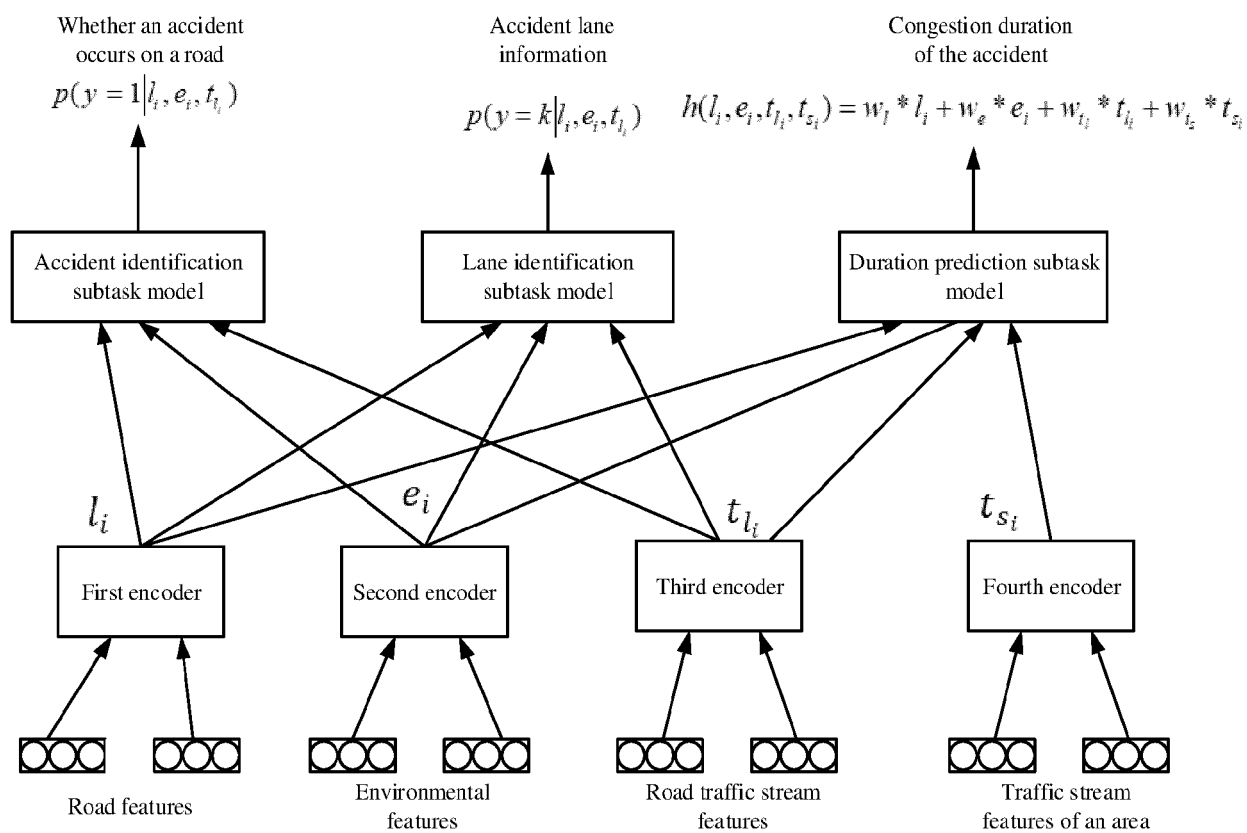 Whether an accident
occurs on a road
p(y = 1|l_i, e_i, t_{l_i})
Accident lane
information
p(y = k|l_i, e_i, t_{l_i})
Congestion duration
of the accident
h(l_i, e_i, t_{l_i}, t_{s_i}) = w_l * l_i + w_e * e_i + w_{t_l} * t_{l_i} + w_{t_s} * t_{s_i}
Accident identification
subtask model
Lane identification
subtask model
Duration prediction subtask
model
l_i
e_i
t_{l_i}
t_{s_i}
First encoder
Second encoder
Third encoder
Fourth encoder
Road features
Environmental
features
Road traffic stream
features
Traffic stream
features of an area